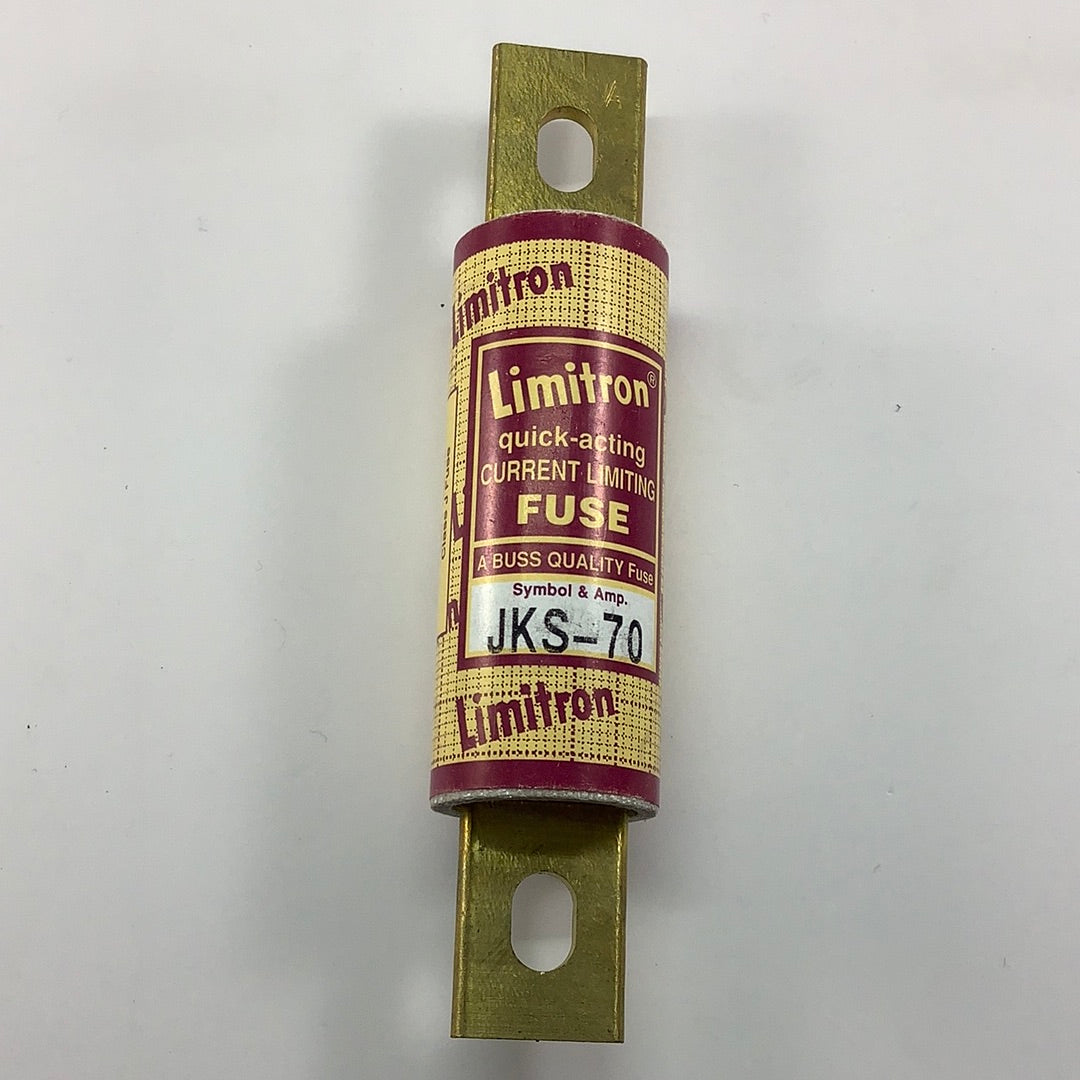 Limitron
Limitron®
quick-acting
CURRENT LIMITING
FUSE
A BUSS QUALITY Fuse
Symbol & Amp.
JKS-70
Limitron